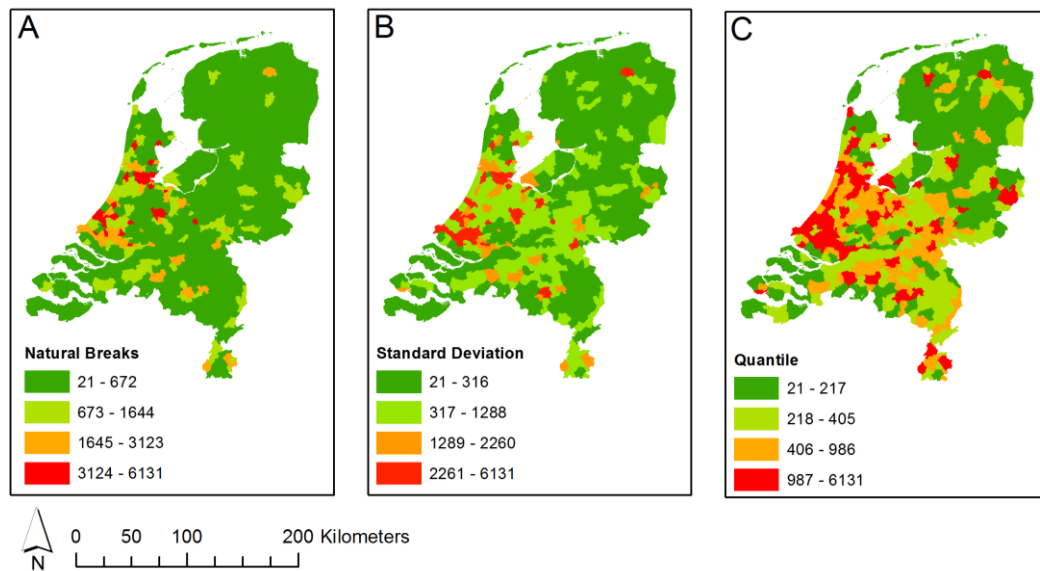 A
Natural Breaks
21 - 672
673 - 1644
1645 - 3123
3124 - 6131
B
Standard Deviation
21 - 316
317 - 1288
1289 - 2260
2261 - 6131
C
Quantile
21 - 217
218 - 405
406 - 986
987 - 6131
N
0 50 100 200 Kilometers